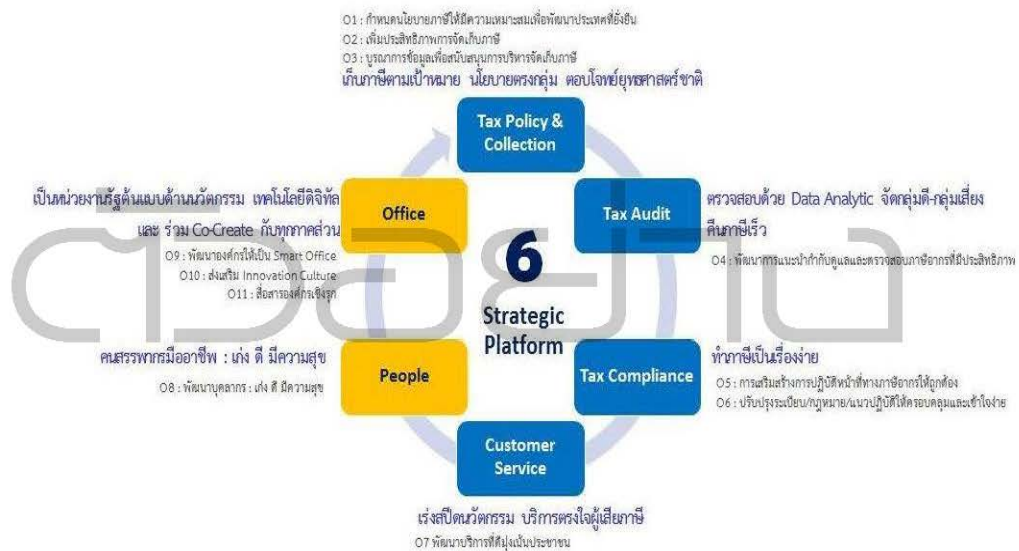 O1 : กำหนดนโยบายภาษีให้มีความเหมาะสมเพื่อพัฒนาประเทศที่ยั่งยืน
O2 : เพิ่มประสิทธิภาพการจัดเก็บภาษี
O3 : บูรณาการข้อมูลเพื่อสนับสนุนการบริหารจัดเก็บภาษี
เก็บภาษีตามเป้าหมาย นโยบายตรงกลุ่ม ตอบโจทย์ยุทธศาสตร์ชาติ
Tax Policy &
Collection
Tax Audit
ตรวจสอบด้วย Data Analytic จัดกลุ่มดี-กลุ่มเสี่ยง
คืนภาษีเร็ว
O4 : พัฒนาการแนะนำกำกับดูแลและตรวจสอบภาษีอากรที่มีประสิทธิภาพ
Tax Compliance
ทำภาษีเป็นเรื่องง่าย
O5 : การเสริมสร้างการปฏิบัติหน้าที่ทางภาษีอากรให้ถูกต้อง
O6 : ปรับปรุงระเบียบ/กฎหมาย/แนวปฏิบัติให้ครอบคลุมและเข้าใจง่าย
Customer
Service
เร่งสปีดนวัตกรรม บริการตรงใจผู้เสียภาษี
O7 พัฒนาบริการที่ดีมุ่งเน้นประชาชน
People
คนสรรพากรมืออาชีพ : เก่ง ดี มีความสุข
O8 : พัฒนาบุคลากร : เก่ง ดี มีความสุข
Office
เป็นหน่วยงานรัฐต้นแบบด้านนวัตกรรม เทคโนโลยีดิจิทัล
และ ร่วม Co-Create กับทุกภาคส่วน
O9 : พัฒนาองค์กรให้เป็น Smart Office
O10 : ส่งเสริม Innovation Culture
O11 : สื่อสารองค์กรเชิงรุก
6
Strategic
Platform
ตัวอย่าง